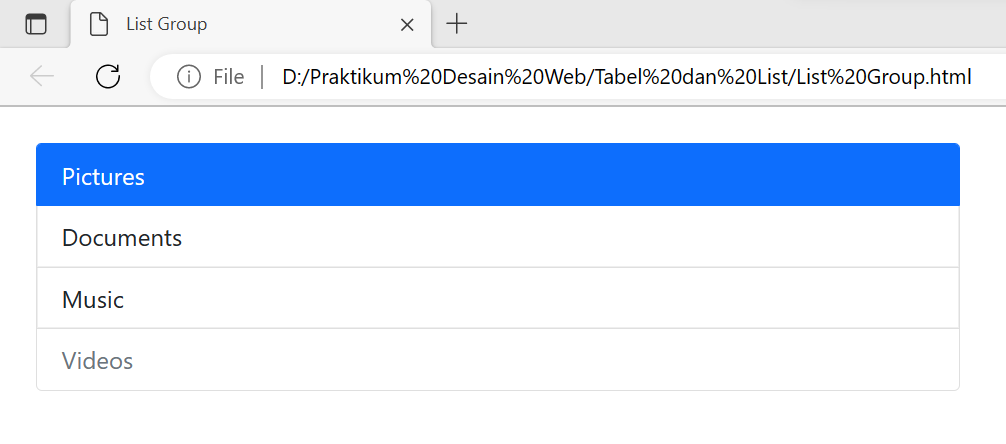 List Group
File
D:/Praktikum%20Desain%20Web/Tabel%20dan%20List/List%20Group.html
Pictures
Documents
Music
Videos